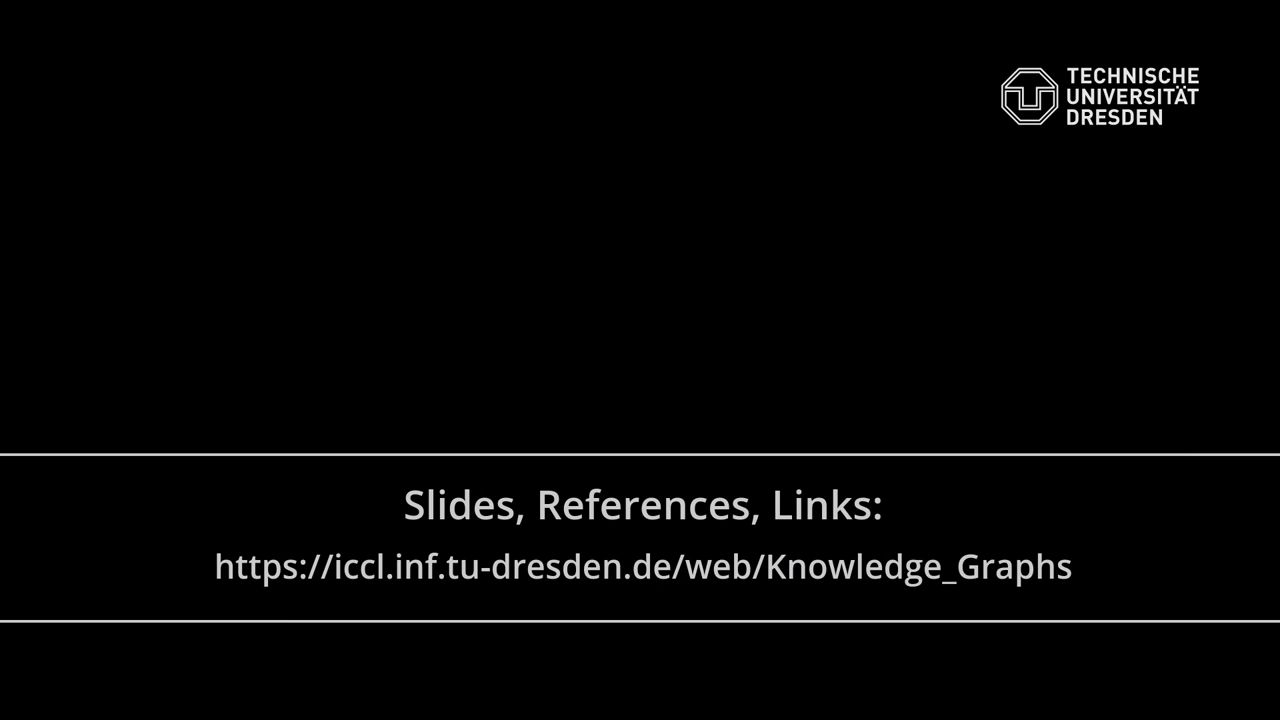 TECHNISCHE
UNIVERSITÄT
DRESDEN
Slides, References, Links:
https://iccl.inf.tu-dresden.de/web/Knowledge_Graphs